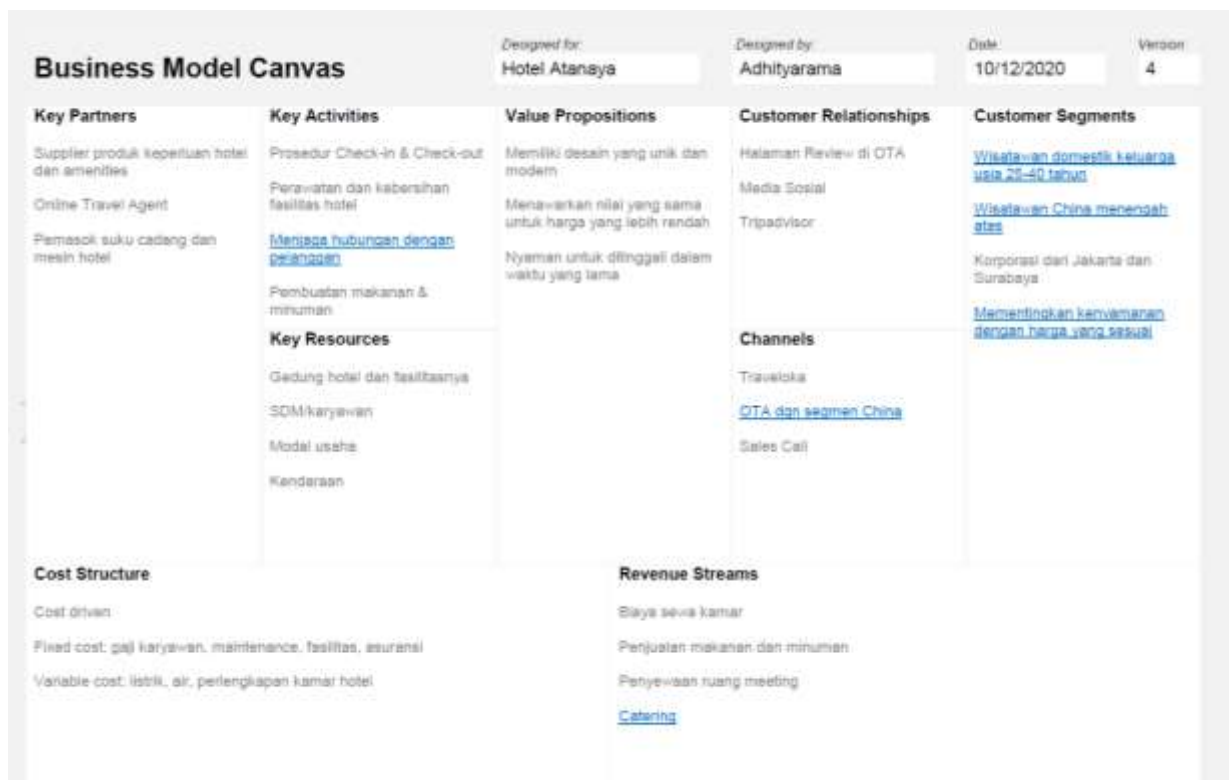 Business Model Canvas
Designed for:
Hotel Atanaya
Designed by:
Adhityarama
Date:
10/12/2020
Version:
4
Key Partners
Supplier produk keperluan hotel
dan amenities
Online Travel Agent
Pemasok suku cadang dan
mesin hotel
Key Activities
Prosedur Check-in & Check-out
Perawatan dan kebersihan
fasilitas hotel
Menjaga hubungan dengan
pelanggan
Pembuatan makanan &
minuman
Key Resources
Gedung hotel dan fasilitasnya
SDM/karyawan
Modal usaha
Kendaraan
Value Propositions
Memiliki desain yang unik dan
modern
Menawarkan nilai yang sama
untuk harga yang lebih rendah
Nyaman untuk ditinggali dalam
waktu yang lama
Customer Relationships
Halaman Review di OTA
Media Sosial
Tripadvisor
Channels
Traveloka
OTA dgn segmen China
Sales Call
Customer Segments
Wisatawan domestik keluarga
usia 25-40 tahun
Wisatawan China menengah
atas
Korporasi dari Jakarta dan
Surabaya
Mementingkan kenyamanan
dengan harga yang sesuai
Cost Structure
Cost driven
Fixed cost: gaji karyawan, maintenance, fasilitas, asuransi
Variable cost: listrik, air, perlengkapan kamar hotel
Revenue Streams
Biaya sewa kamar
Penjualan makanan dan minuman
Penyewaan ruang meeting
Catering